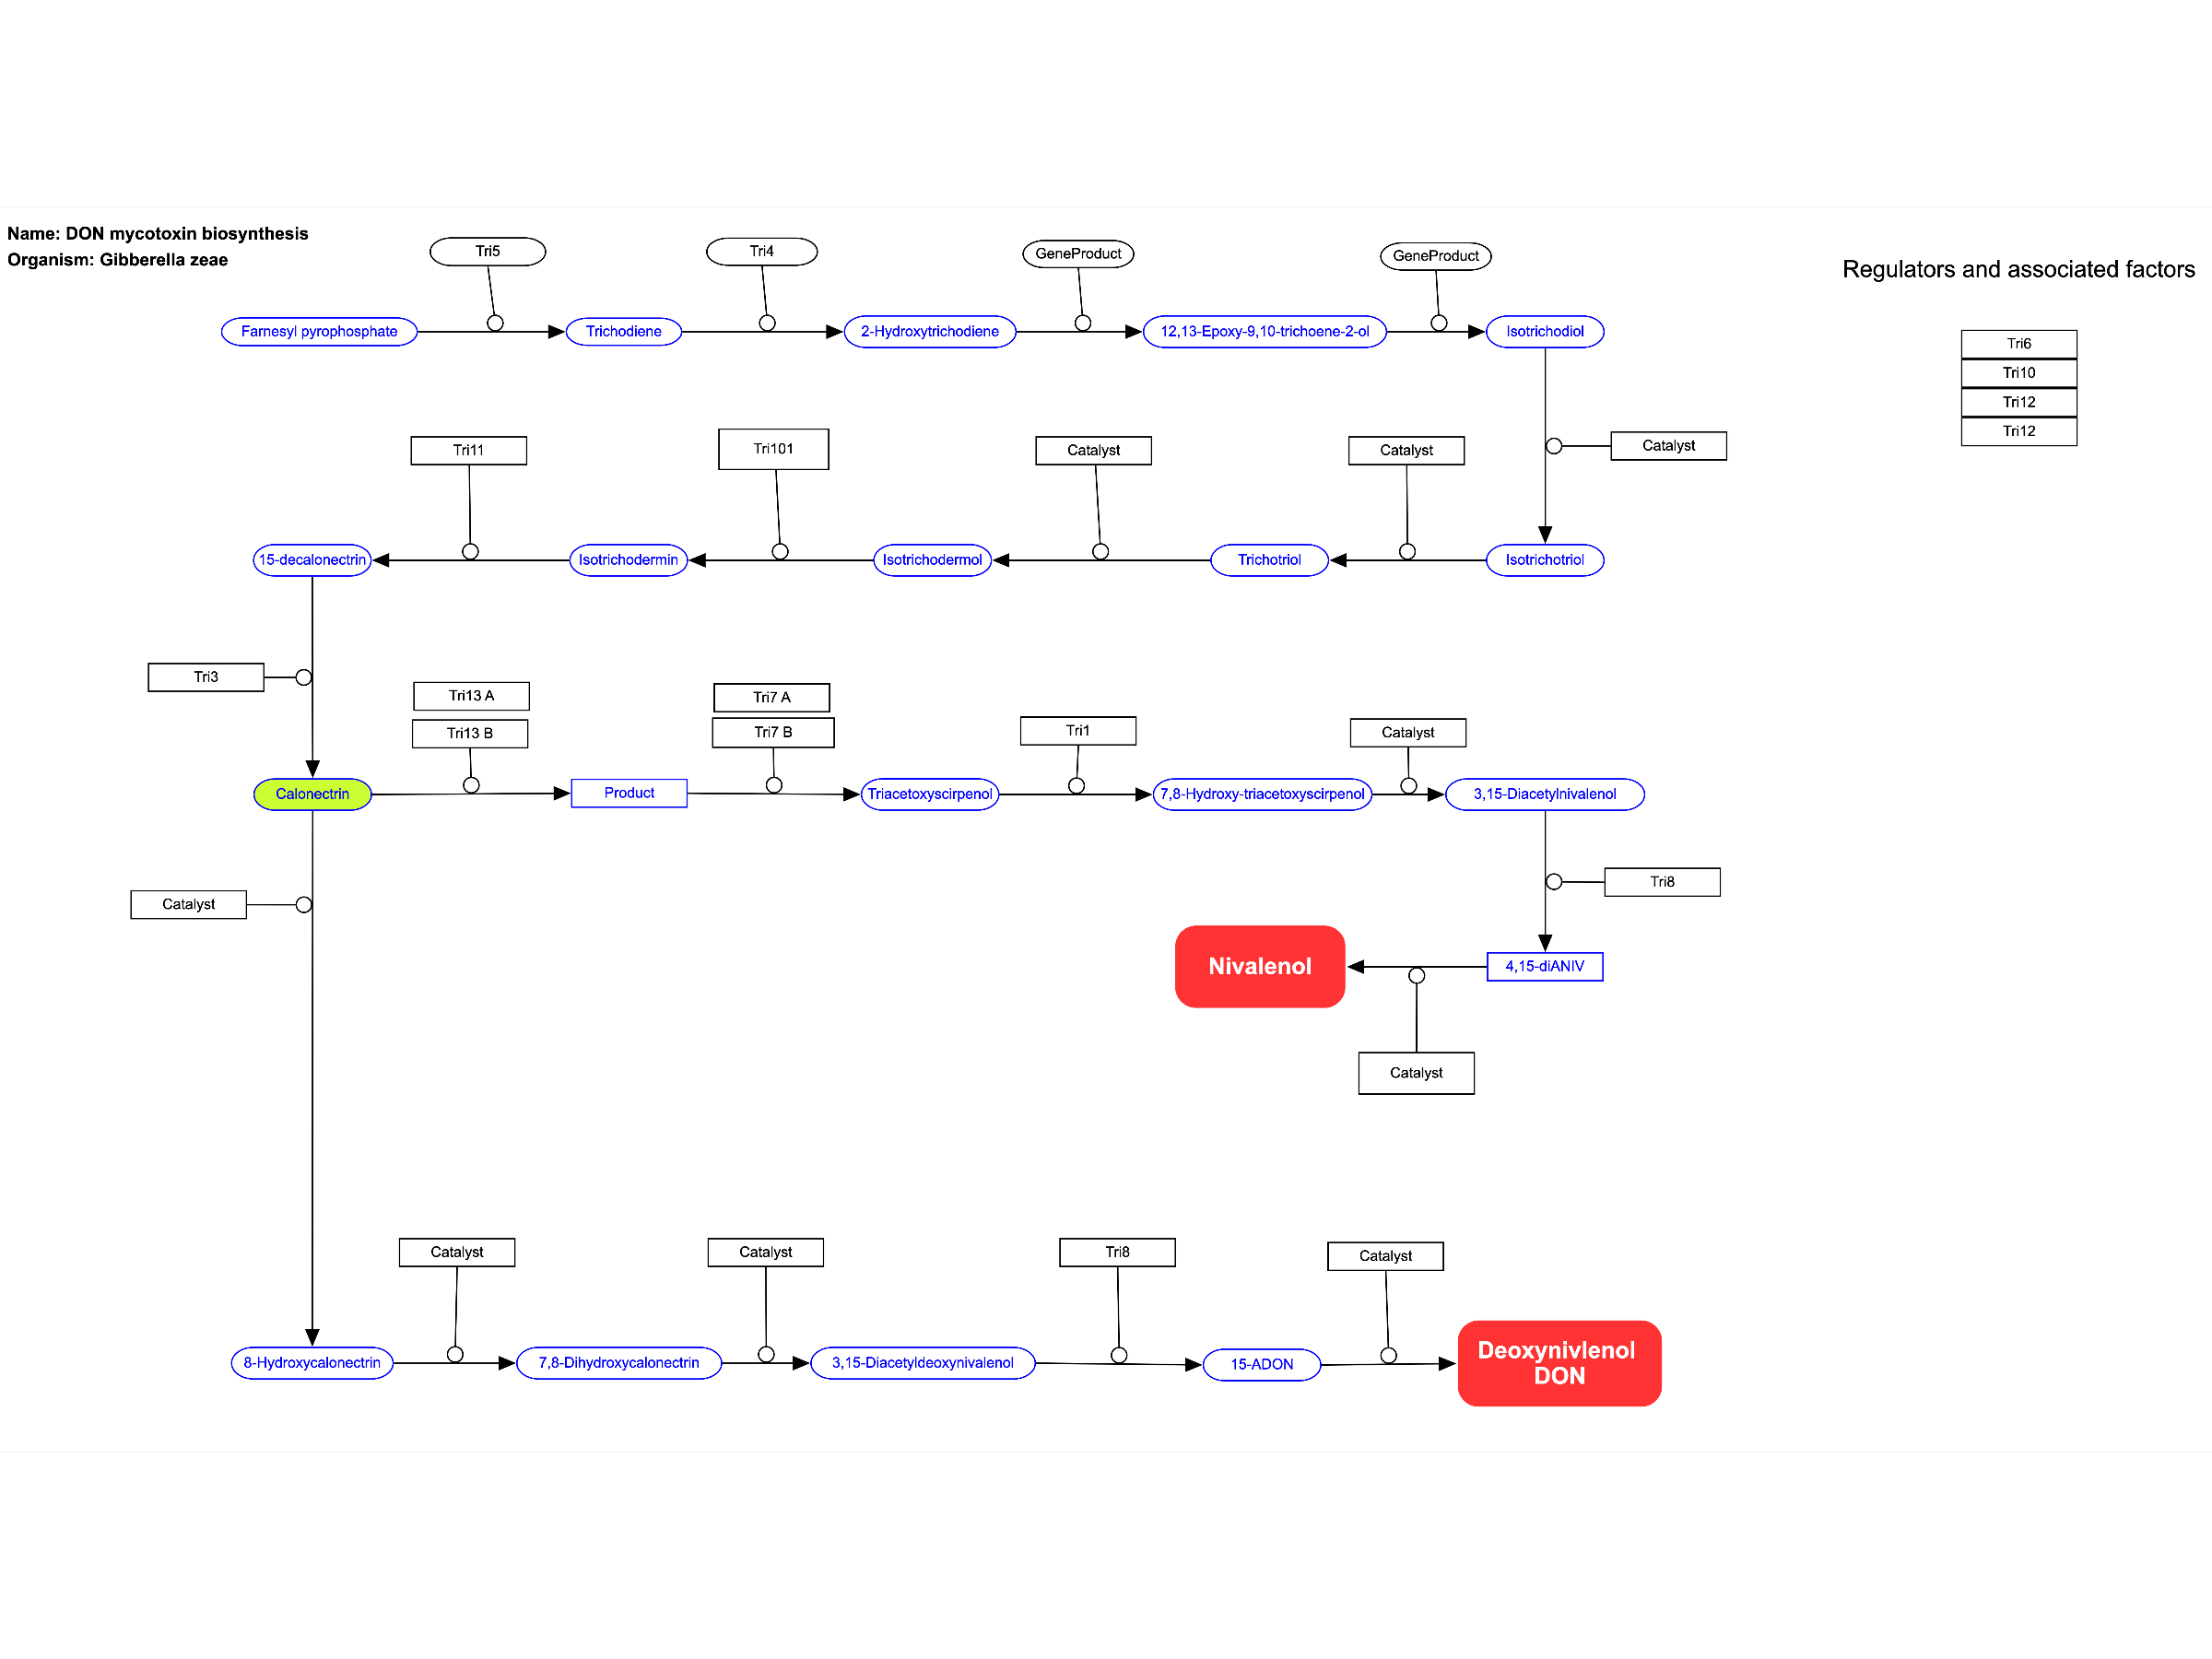 Name: DON mycotoxin biosynthesis
Organism: Gibberella zeae
Regulators and associated factors
Tri5
Tri4
GeneProduct
GeneProduct
Farnesyl pyrophosphate
Trichodiene
2-Hydroxytrichodiene
12,13-Epoxy-9,10-trichoene-2-ol
Isotrichodiol
Tri6
Tri10
Tri12
Tri12
Tri11
Tri101
Catalyst
Catalyst
Catalyst
15-decalonectrin
Isotrichodermin
Isotrichodermol
Trichotriol
Isotrichotriol
Tri3
Tri13 A
Tri13 B
Tri7 A
Tri7 B
Tri1
Catalyst
Calonectrin
Product
Triacetoxyscirpenol
7,8-Hydroxy-triacetoxyscirpenol
3,15-Diacetylnivalenol
Catalyst
Tri8
Nivalenol
4,15-diANIV
Catalyst
Catalyst
Catalyst
Tri8
Catalyst
8-Hydroxycalonectrin
7,8-Dihydroxycalonectrin
3,15-Diacetyldeoxynivalenol
15-ADON
Deoxynivlenol
DON